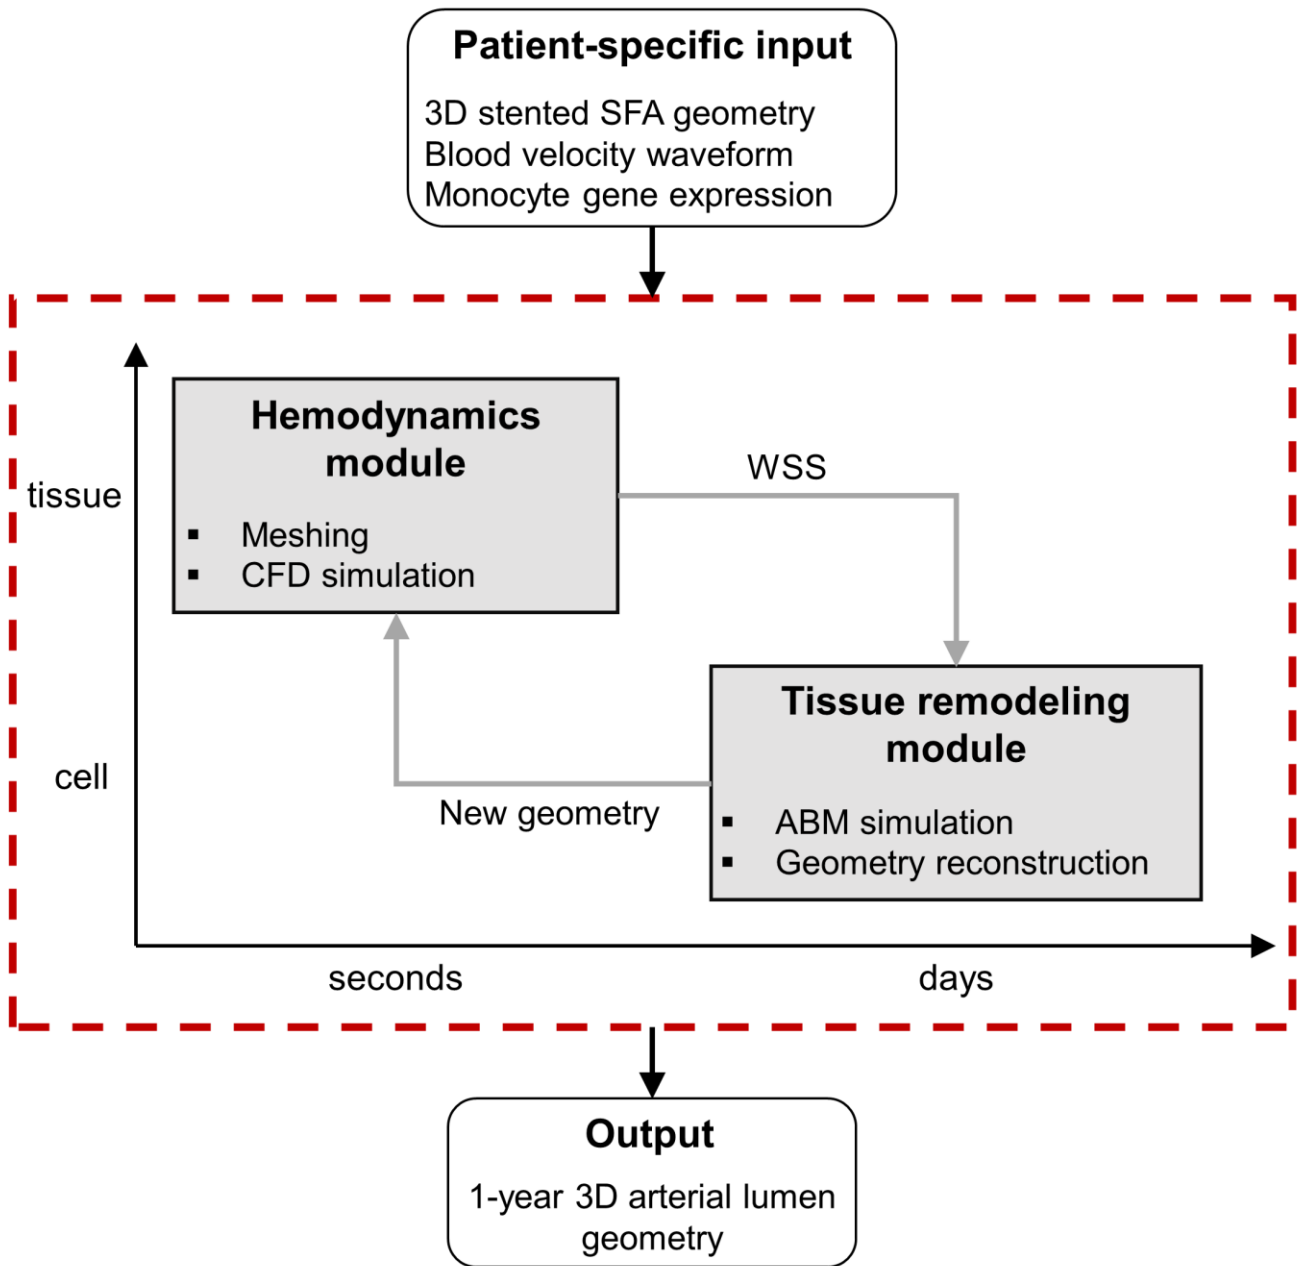 Patient-specific input
3D stented SFA geometry
Blood velocity waveform
Monocyte gene expression
Hemodynamics
module
▪ Meshing
▪ CFD simulation
WSS
tissue
Tissue remodeling
module
▪ ABM simulation
▪ Geometry reconstruction
cell
New geometry
seconds
days
Output
1-year 3D arterial lumen
geometry